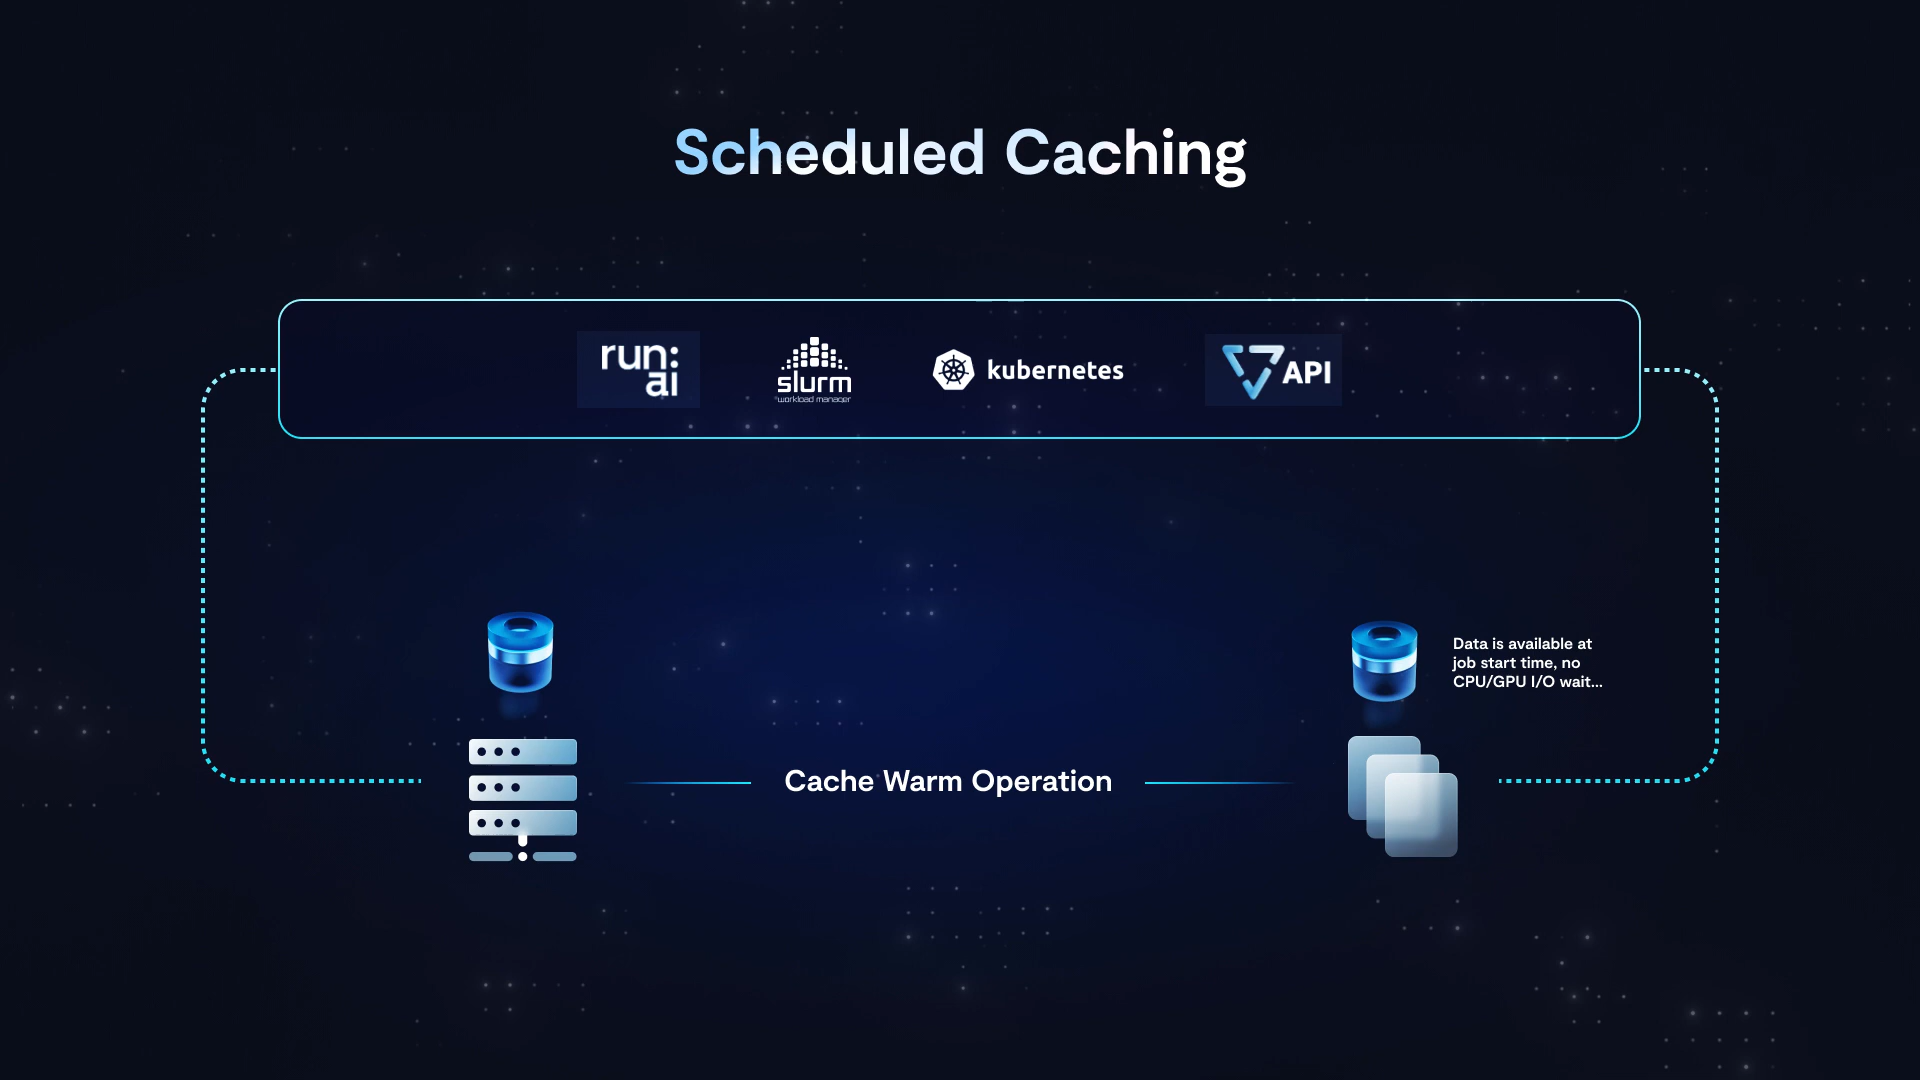 Scheduled Caching
run:
ai
slurm
workload manager
kubernetes
API
Data is available at
job start time, no
CPU/GPU I/O wait...
Cache Warm Operation